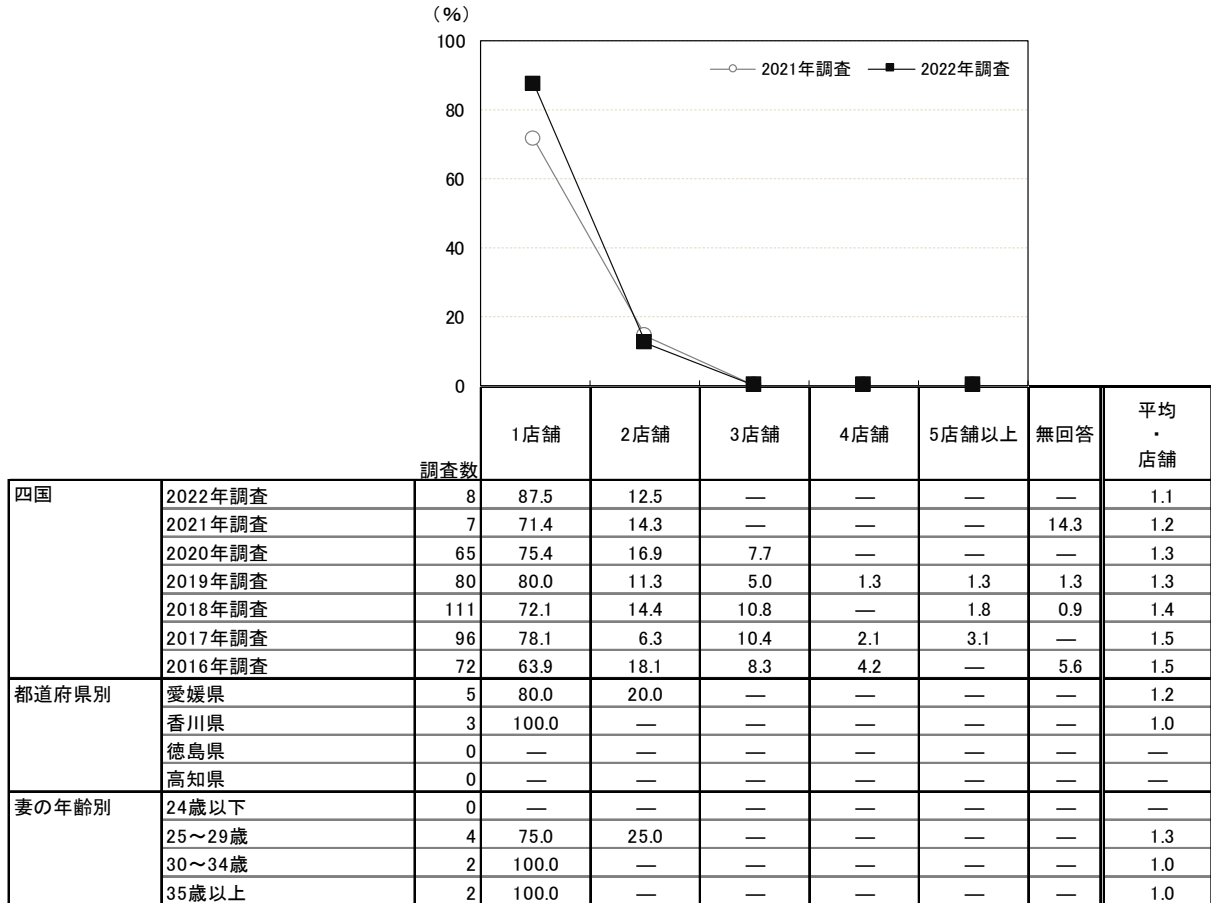 （%）
100
80
60
40
20
0
2021年調査 2022年調査
調査数 1店舗 2店舗 3店舗 4店舗 5店舗以上 無回答 平均・店舗
四国 2022年調査 8 87.5 12.5 — — — — 1.1
2021年調査 7 71.4 14.3 — — — 14.3 1.2
2020年調査 65 75.4 16.9 7.7 — — — 1.3
2019年調査 80 80.0 11.3 5.0 1.3 1.3 1.3 1.3
2018年調査 111 72.1 14.4 10.8 — 1.8 0.9 1.4
2017年調査 96 78.1 6.3 10.4 2.1 3.1 — 1.5
2016年調査 72 63.9 18.1 8.3 4.2 — 5.6 1.5
都道府県別 愛媛県 5 80.0 20.0 — — — — 1.2
香川県 3 100.0 — — — — — 1.0
徳島県 0 — — — — — — —
高知県 0 — — — — — — —
妻の年齢別 24歳以下 0 — — — — — — —
25～29歳 4 75.0 25.0 — — — — 1.3
30～34歳 2 100.0 — — — — — 1.0
35歳以上 2 100.0 — — — — — 1.0